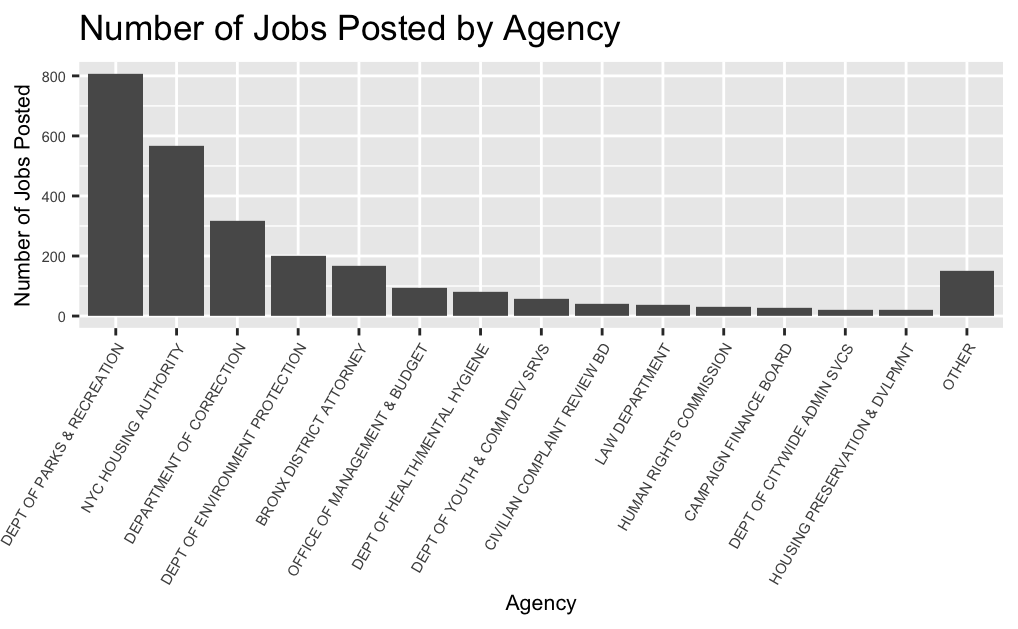 Number of Jobs Posted by Agency
Number of Jobs Posted
800
600
400
200
0
DEPT OF PARKS & RECREATION
NYC HOUSING AUTHORITY
DEPARTMENT OF CORRECTION
DEPT OF ENVIRONMENT PROTECTION
BRONX DISTRICT ATTORNEY
OFFICE OF MANAGEMENT & BUDGET
DEPT OF HEALTH/MENTAL HYGIENE
DEPT OF YOUTH & COMM DEV SRVS
CIVILIAN COMPLAINT REVIEW BD
LAW DEPARTMENT
HUMAN RIGHTS COMMISSION
CAMPAIGN FINANCE BOARD
DEPT OF CITYWIDE ADMIN SVCS
HOUSING PRESERVATION & DVLPMNT
OTHER
Agency